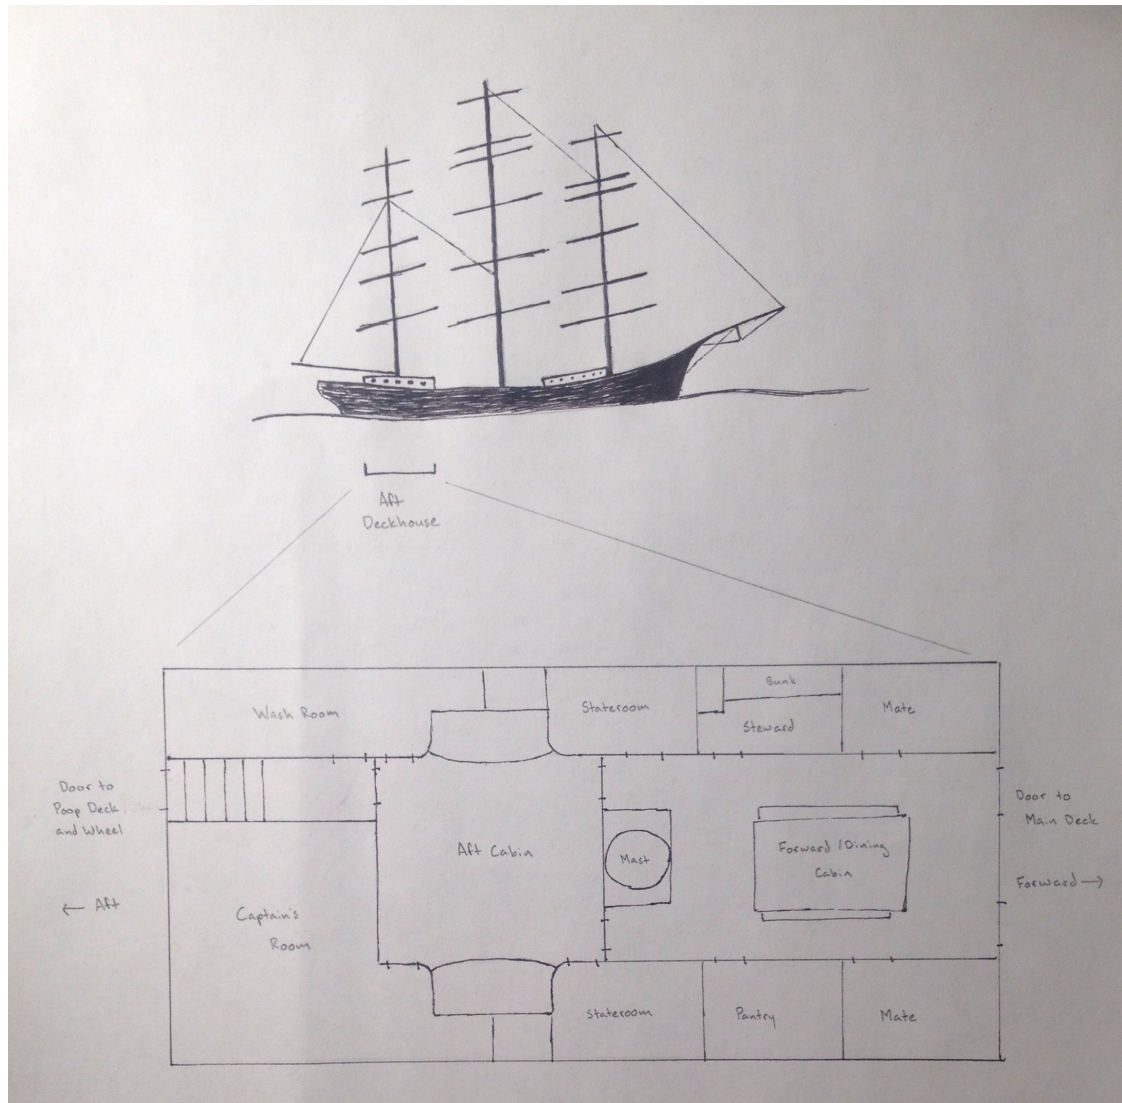 Aft
Deckhouse
Wash Room
Stateroom
Bunk
Steward
Mate
Door to
Poop Deck
and Wheel
Door to
Main Deck
Aft Cabin
Mast
Forward / Dining
Cabin
← Aft
Forward →
Captain's
Room
Stateroom
Pantry
Mate